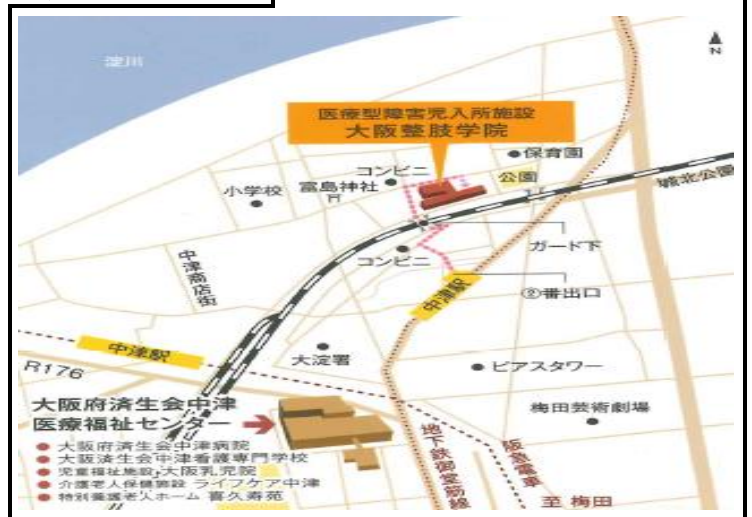 淀川
N
医療型障害児入所施設
大阪整肢学院
保育園
コンビニ
公園
小学校
富島神社
城北公園
コンビニ
ガード下
中津商店街
中津駅
②番出口
中津駅
大淀署
ピアスタワー
R176
大阪府済生会中津
医療福祉センター
梅田芸術劇場
大阪府済生会中津病院
大阪済生会中津看護専門学校
児童福祉施設・大阪乳児院
介護老人保健施設 ライフケア中津
特別養護老人ホーム 喜久寿苑
地下鉄御堂筋線
阪急電車
至 梅田